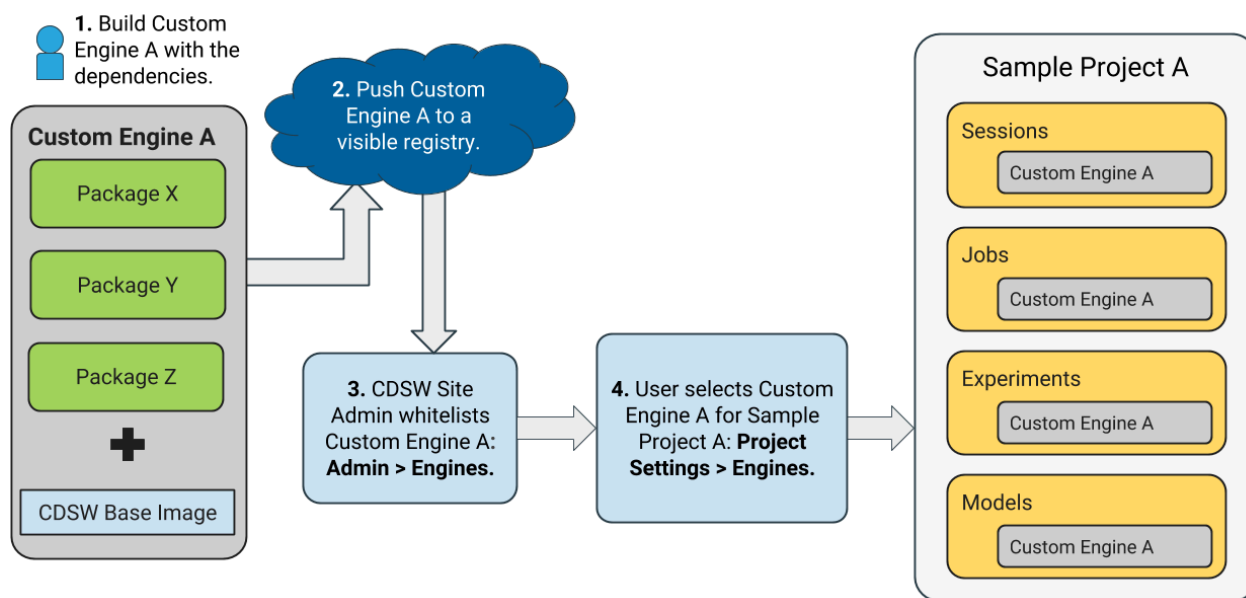 1. Build Custom
Engine A with the
dependencies.
Custom Engine A
Package X
Package Y
Package Z
CDSW Base Image
2. Push Custom
Engine A to a
visible registry.
3. CDSW Site
Admin whitelists
Custom Engine A:
Admin > Engines.
4. User selects Custom
Engine A for Sample
Project A: Project
Settings > Engines.
Sample Project A
Sessions
Custom Engine A
Jobs
Custom Engine A
Experiments
Custom Engine A
Models
Custom Engine A